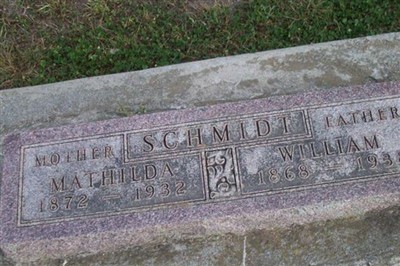 SCHMIDT
MOTHER
MATHILDA
1872 – 1932
FATHER
WILLIAM
1868 –